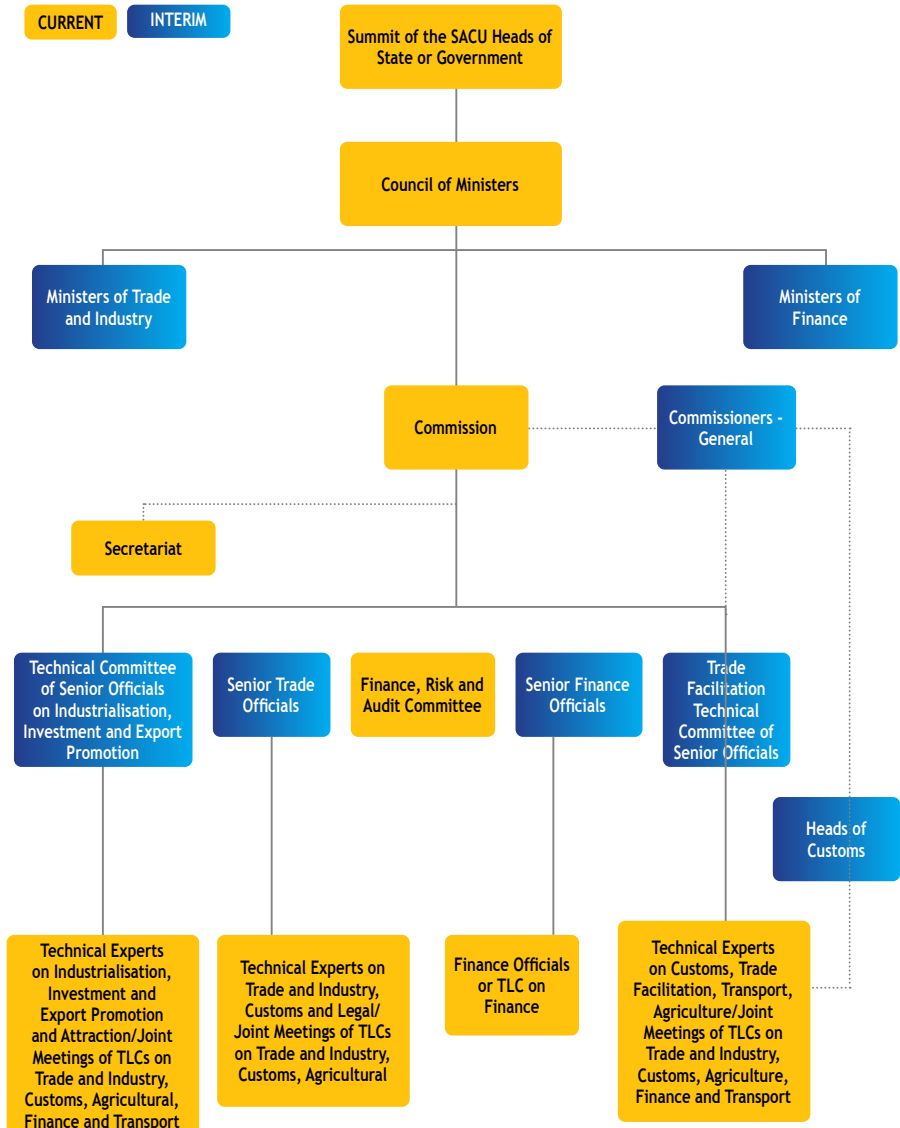 CURRENT
INTERIM
Summit of the SACU Heads of
State or Government
Council of Ministers
Ministers of Trade
and Industry
Ministers of
Finance
Commission
Commissioners -
General
Secretariat
Technical Committee
of Senior Officials
on Industrialisation,
Investment and Export
Promotion
Senior Trade
Officials
Finance, Risk and
Audit Committee
Senior Finance
Officials
Trade
Facilitation
Technical
Committee of
Senior Officials
Heads of
Customs
Technical Experts
on Industrialisation,
Investment and
Export Promotion
and Attraction/Joint
Meetings of TLCs on
Trade and Industry,
Customs, Agricultural,
Finance and Transport
Technical Experts on
Trade and Industry,
Customs and Legal/
Joint Meetings of TLCs
on Trade and Industry,
Customs, Agricultural
Finance Officials
or TLC on
Finance
Technical Experts
on Customs, Trade
Facilitation, Transport,
Agriculture/Joint
Meetings of TLCs on
Trade and Industry,
Customs, Agriculture,
Finance and Transport